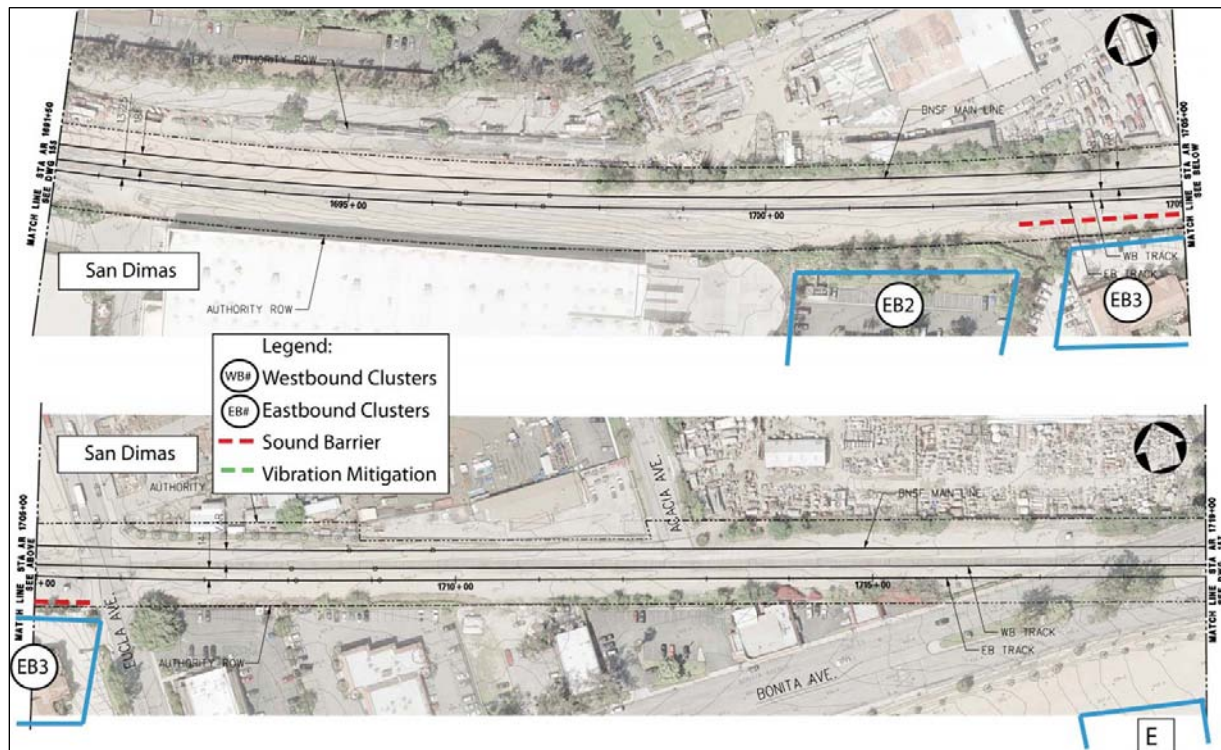 AUTHORITY ROW
BNSF MAIN LINE
MATCH LINE STA AR 1691+50
SEE DWG 155
MATCH LINE STA AR 1705+00
SEE BELOW
1695+00
1700+00
1705
WB TRACK
EB TRACK
San Dimas
AUTHORITY ROW
EB2
EB3
Legend:
WB# Westbound Clusters
EB# Eastbound Clusters
Sound Barrier
Vibration Mitigation
San Dimas
AUTHORITY
ACACIA AVE.
BNSF MAIN LINE
SEE ABOVE
+00
1710+00
1715+00
MATCH LINE STA AR 1719+00
EUCLA AVE.
WB TRACK
EB TRACK
AUTHORITY ROW
EB3
BONITA AVE.
E